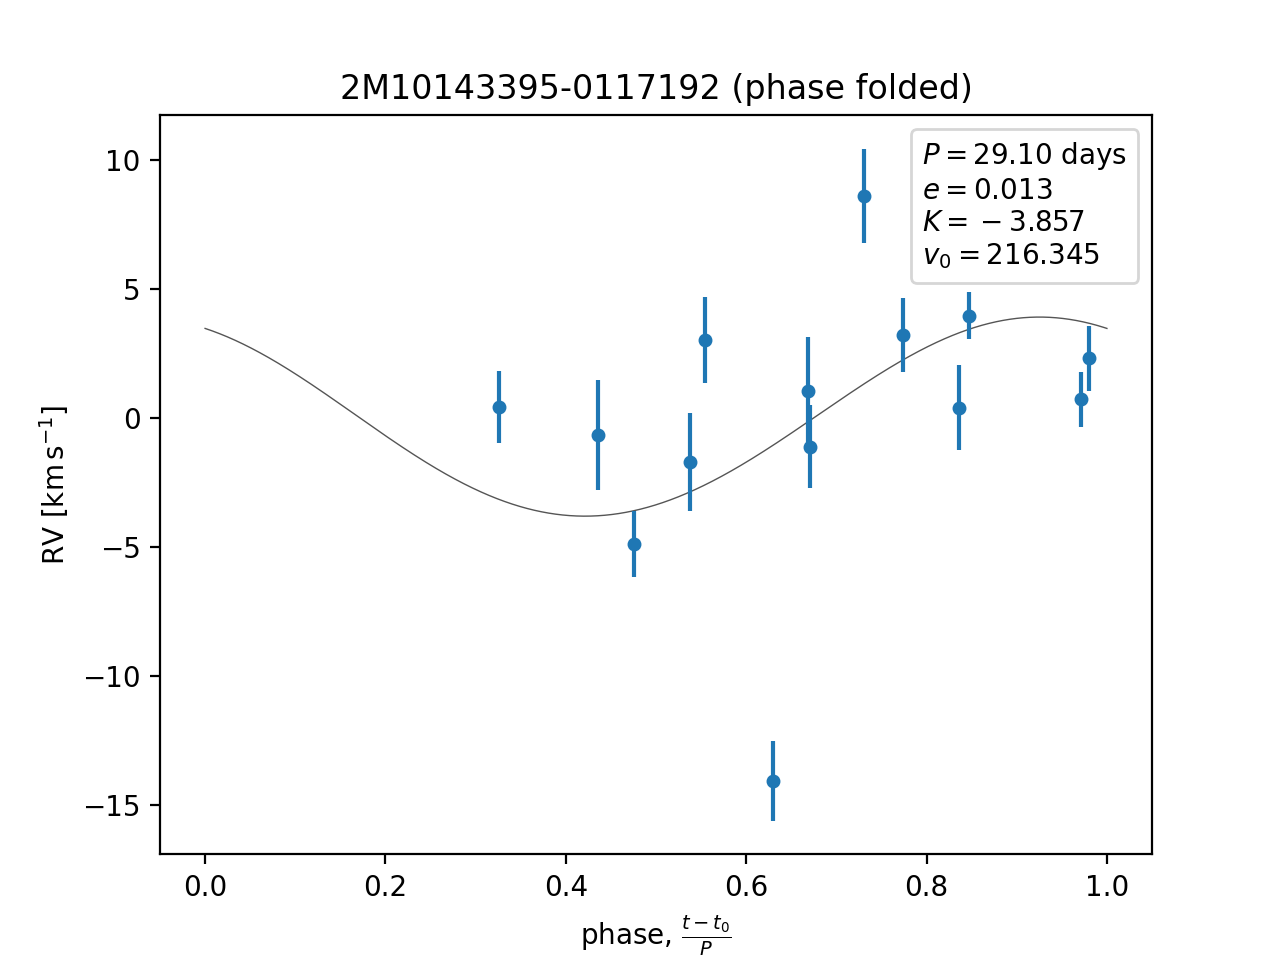 2M10143395-0117192 (phase folded)
P = 29.10 days
e = 0.013
K = − 3.857
v₀ = 216.345
RV [km s⁻¹]
10
5
0
−5
−10
−15
0.0 0.2 0.4 0.6 0.8 1.0
phase, (t − t₀)/P